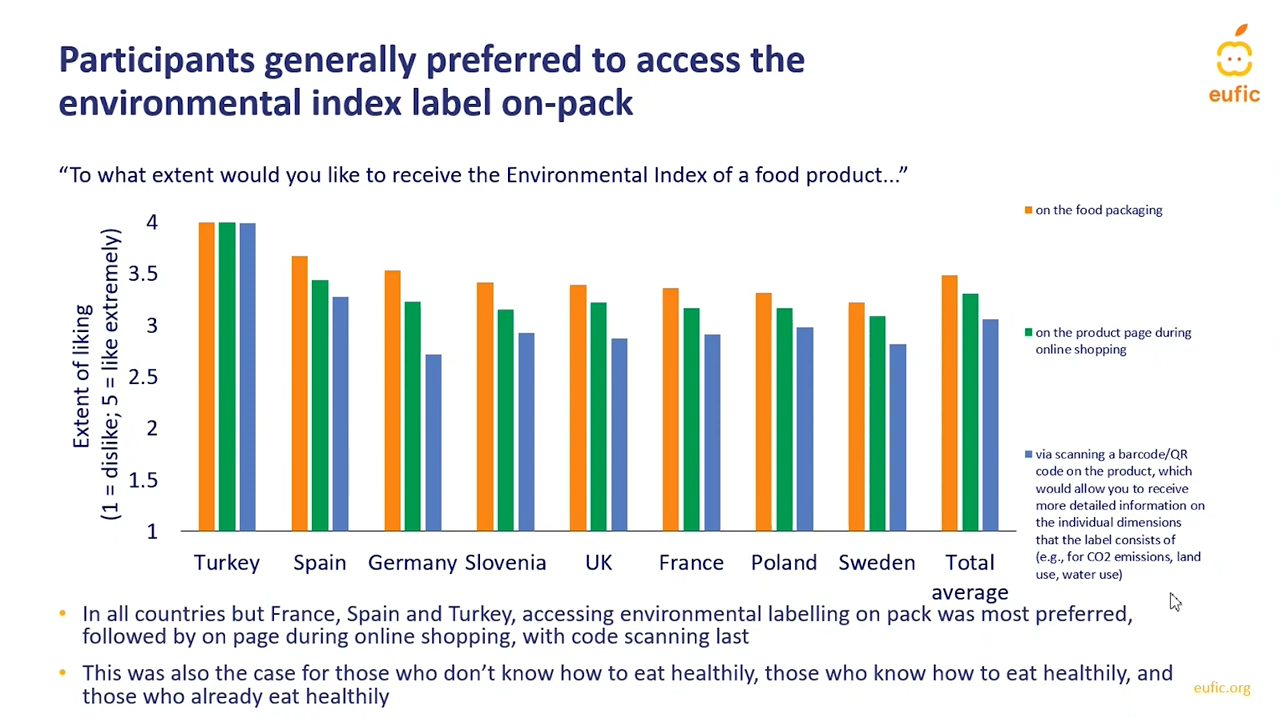 Participants generally preferred to access the
environmental index label on-pack
eufic
“To what extent would you like to receive the Environmental Index of a food product...”
Extent of liking
(1 = dislike; 5 = like extremely)
4
3.5
3
2.5
2
1.5
1
Turkey Spain Germany Slovenia UK France Poland Sweden Total
average
on the food packaging
on the product page during
online shopping
via scanning a barcode/QR
code on the product, which
would allow you to receive
more detailed information on
the individual dimensions
that the label consists of
(e.g., for CO2 emissions, land
use, water use)
• In all countries but France, Spain and Turkey, accessing environmental labelling on pack was most preferred,
followed by on page during online shopping, with code scanning last
• This was also the case for those who don’t know how to eat healthily, those who know how to eat healthily, and
those who already eat healthily
eufic.org